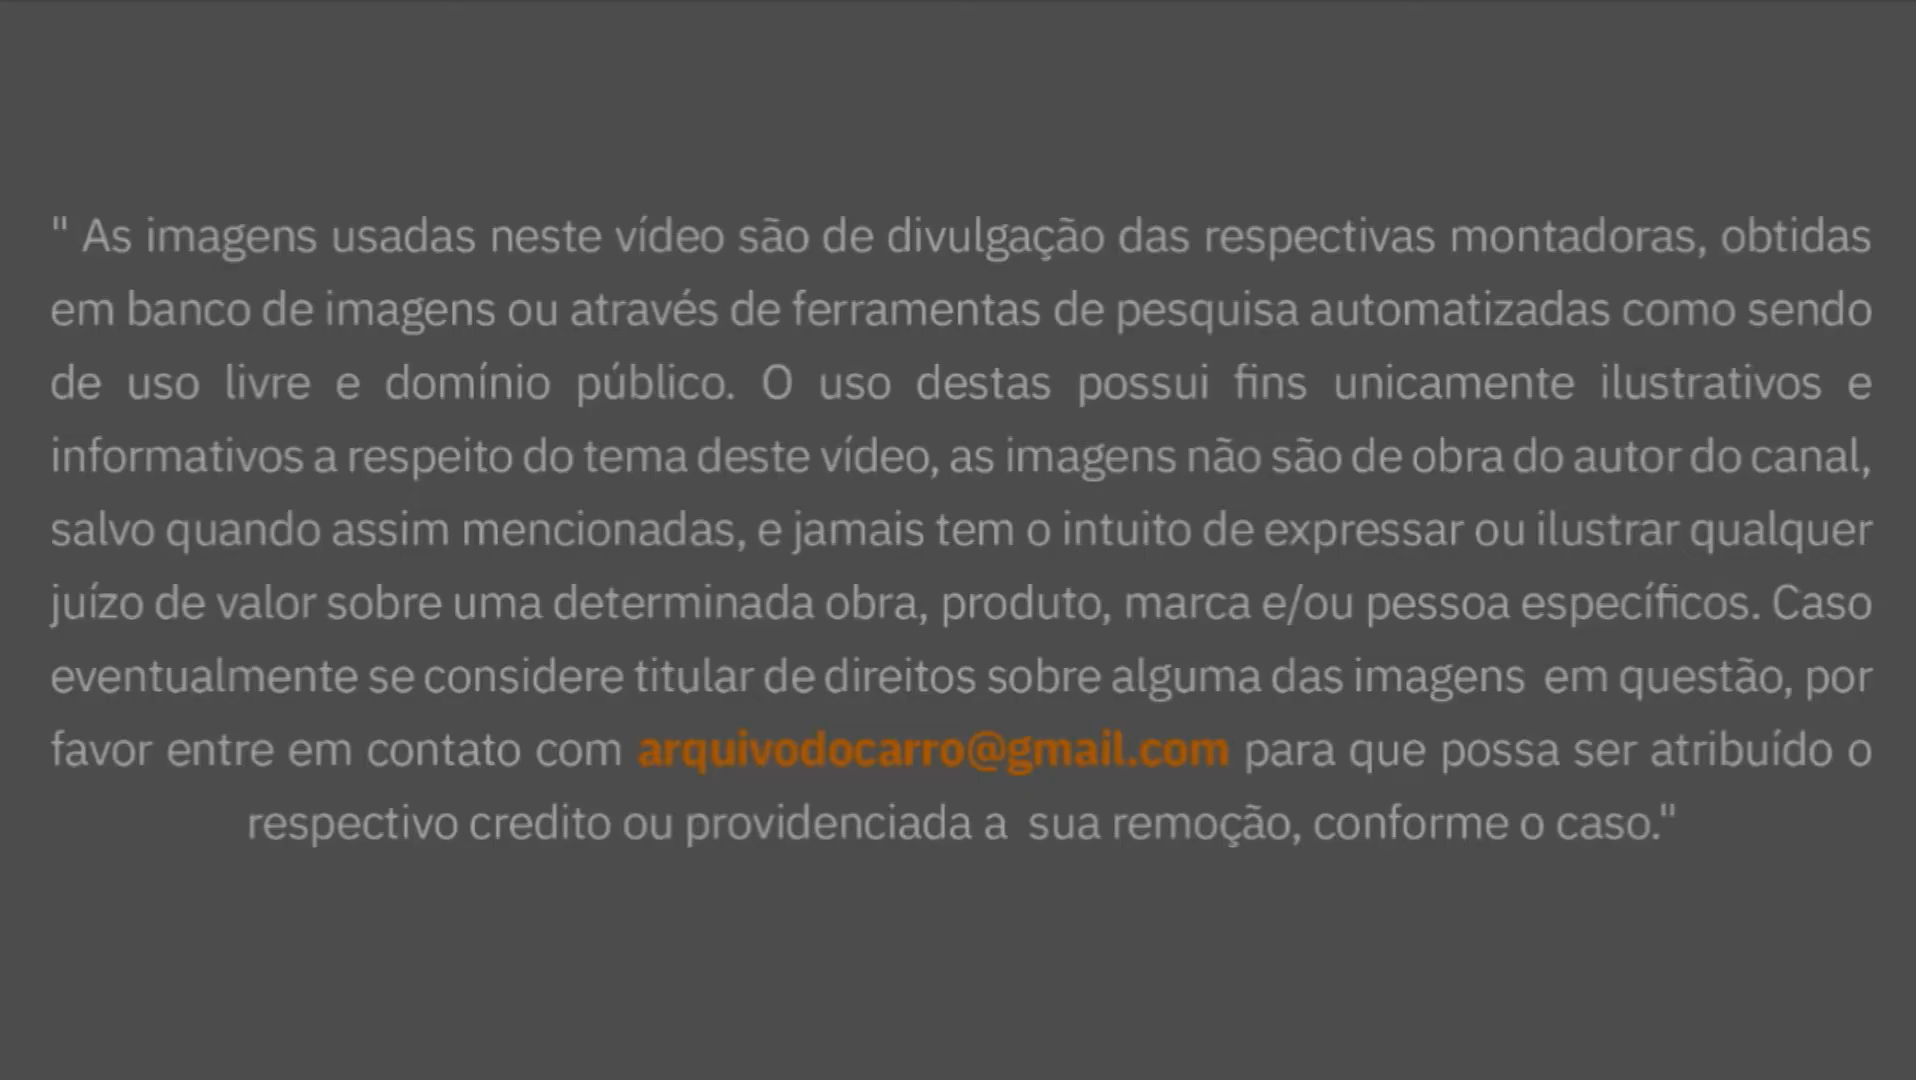 " As imagens usadas neste vídeo são de divulgação das respectivas montadoras, obtidas
em banco de imagens ou através de ferramentas de pesquisa automatizadas como sendo
de uso livre e domínio público. O uso destas possui fins unicamente ilustrativos e
informativos a respeito do tema deste vídeo, as imagens não são de obra do autor do canal,
salvo quando assim mencionadas, e jamais tem o intuito de expressar ou ilustrar qualquer
juízo de valor sobre uma determinada obra, produto, marca e/ou pessoa específicos. Caso
eventualmente se considere titular de direitos sobre alguma das imagens em questão, por
favor entre em contato com arquivodocarro@gmail.com para que possa ser atribuído o
respectivo credito ou providenciada a sua remoção, conforme o caso."